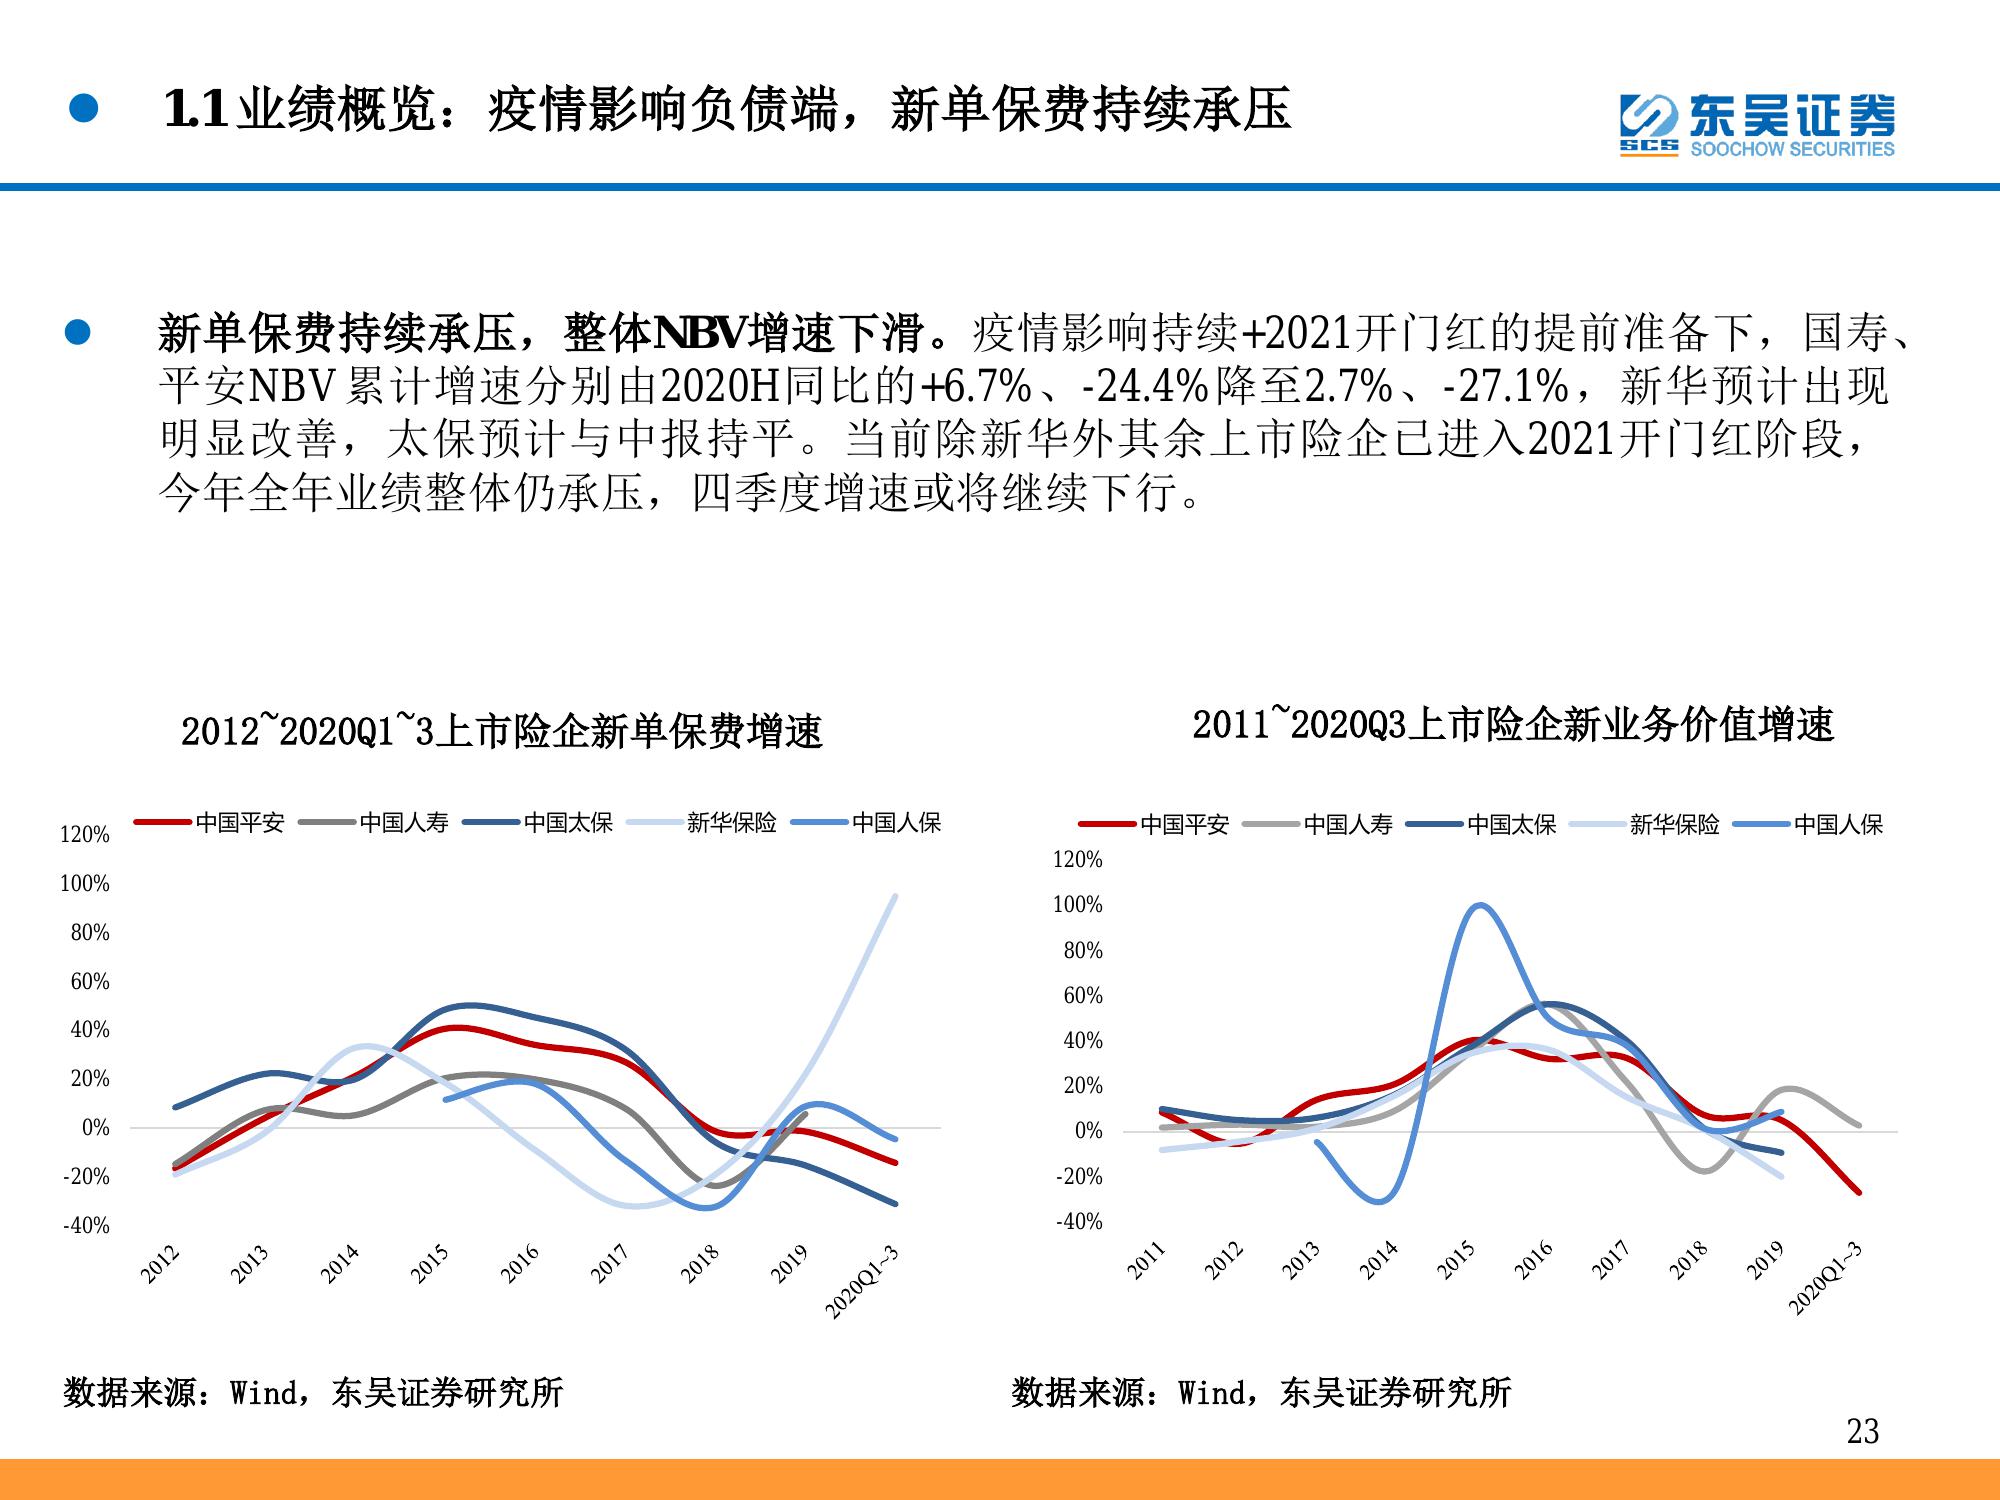 1.1业绩概览：疫情影响负债端，新单保费持续承压
东吴证券
SCS
SOOCHOW SECURITIES
新单保费持续承压，整体NBV增速下滑。疫情影响持续+2021开门红的提前准备下，国寿、
平安NBV累计增速分别由2020H同比的+6.7%、-24.4%降至2.7%、-27.1%，新华预计出现
明显改善，太保预计与中报持平。当前除新华外其余上市险企已进入2021开门红阶段，
今年全年业绩整体仍承压，四季度增速或将继续下行。
2012~2020Q1~3上市险企新单保费增速
中国平安 中国人寿 中国太保 新华保险 中国人保
120%
100%
80%
60%
40%
20%
0%
-20%
-40%
2012 2013 2014 2015 2016 2017 2018 2019 2020Q1~3
数据来源：Wind，东吴证券研究所
2011~2020Q3上市险企新业务价值增速
中国平安 中国人寿 中国太保 新华保险 中国人保
120%
100%
80%
60%
40%
20%
0%
-20%
-40%
2011 2012 2013 2014 2015 2016 2017 2018 2019 2020Q1~3
数据来源：Wind，东吴证券研究所
23